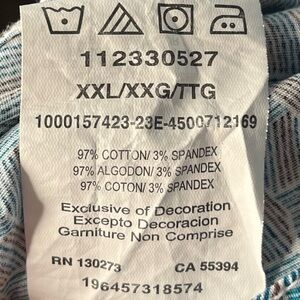 112330527
XXL/XXG/TTG
1000157423-23E-4500712169
97% COTTON/ 3% SPANDEX
97% ALGODON/ 3% SPANDEX
97% COTON/ 3% SPANDEX
Exclusive of Decoration
Excepto Decoracion
Garniture Non Comprise
RN 130273 CA 55394
196457318574